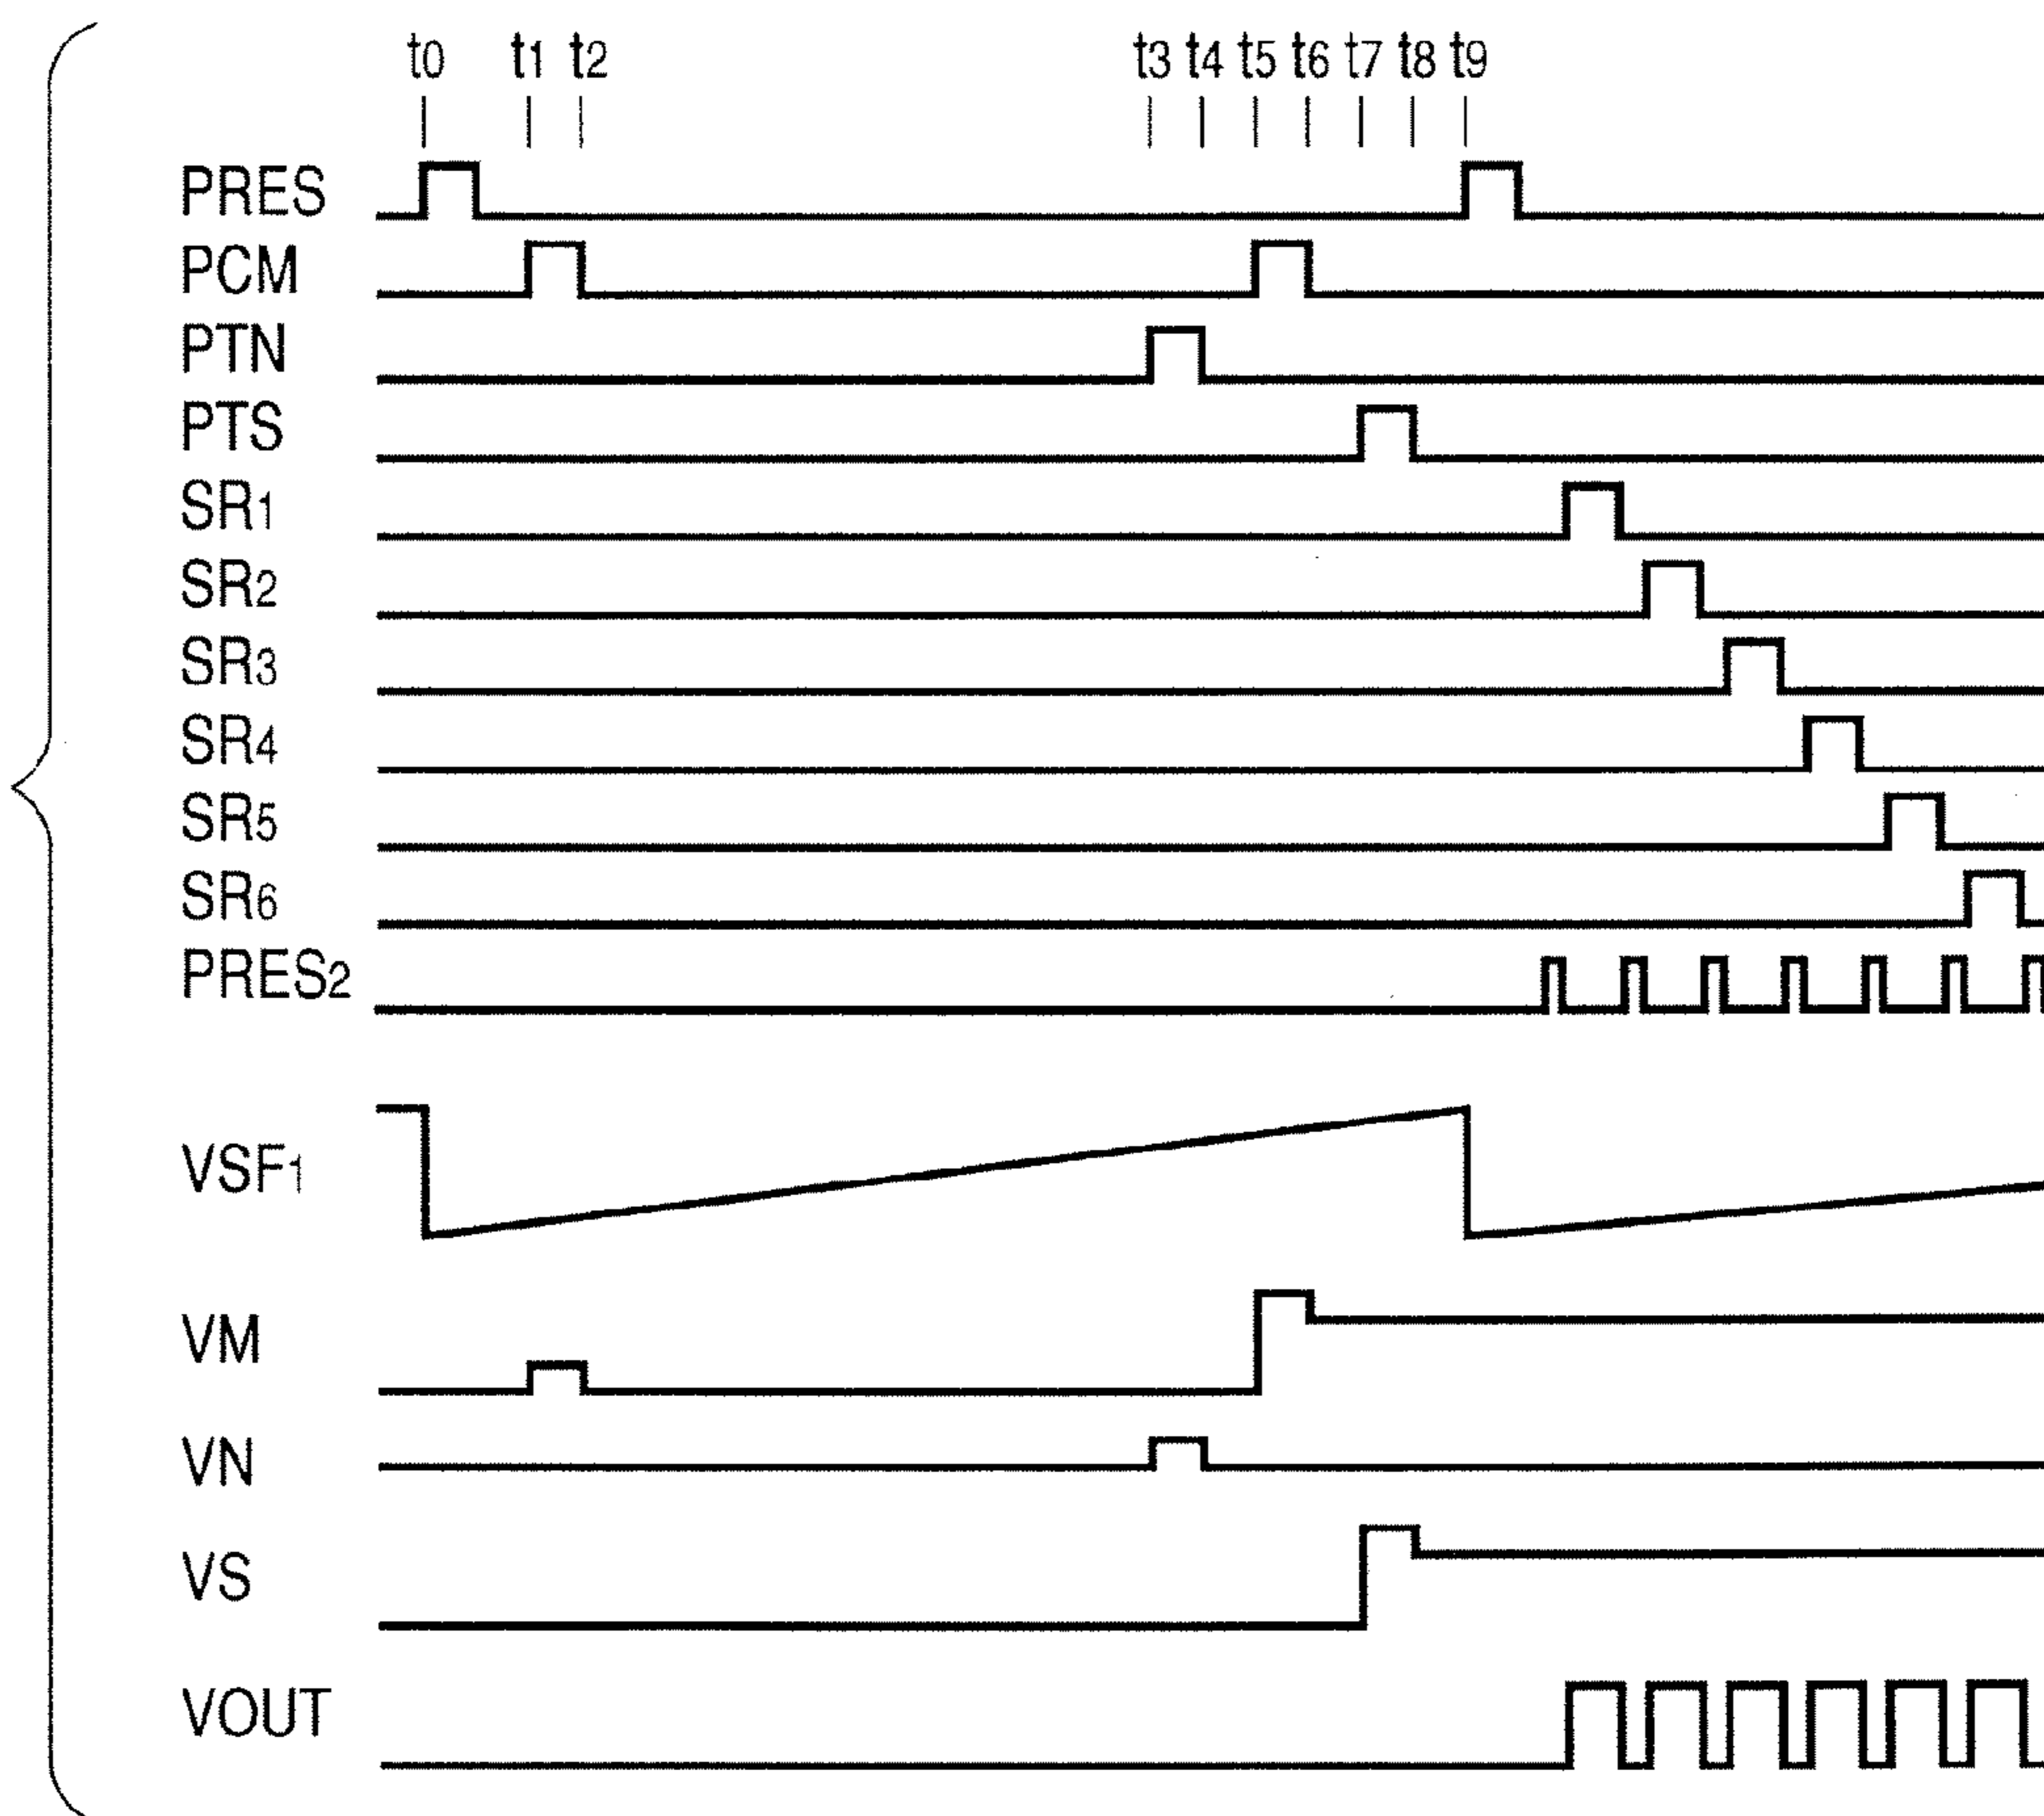 t0 t1 t2 t3 t4 t5 t6 t7 t8 t9
PRES
PCM
PTN
PTS
SR1
SR2
SR3
SR4
SR5
SR6
PRES2
VSF1
VM
VN
VS
VOUT